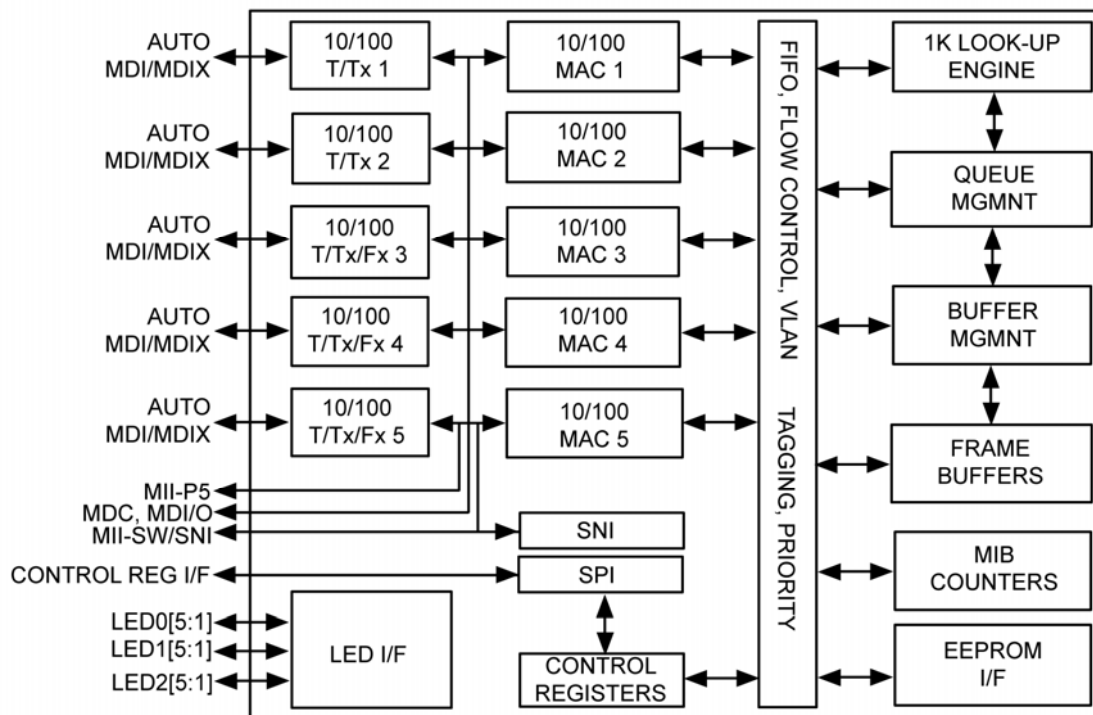 AUTO
MDI/MDIX
10/100
T/Tx 1
10/100
MAC 1
1K LOOK-UP
ENGINE
AUTO
MDI/MDIX
10/100
T/Tx 2
10/100
MAC 2
QUEUE
MGMNT
AUTO
MDI/MDIX
10/100
T/Tx/Fx 3
10/100
MAC 3
AUTO
MDI/MDIX
10/100
T/Tx/Fx 4
10/100
MAC 4
BUFFER
MGMNT
AUTO
MDI/MDIX
10/100
T/Tx/Fx 5
10/100
MAC 5
FRAME
BUFFERS
FIFO, FLOW CONTROL, VLAN TAGGING, PRIORITY
MII-P5
MDC, MDI/O
MII-SW/SNI
SNI
CONTROL REG I/F
SPI
MIB
COUNTERS
LED0[5:1]
LED1[5:1]
LED2[5:1]
LED I/F
CONTROL
REGISTERS
EEPROM
I/F